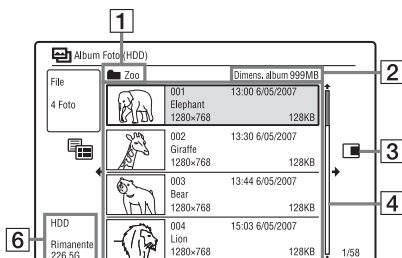 1
Album Foto (HDD)
Zoo
Dimens. album 999MB
2
File
4 Foto
001 13:00 6/05/2007
Elephant
1280×768 128KB
002 13:30 6/05/2007
Giraffe
1280×768 128KB
3
003 13:44 6/05/2007
Bear
1280×768 128KB
4
004 15:03 6/05/2007
Lion
1280×768 128KB
6
HDD
Rimanente
226.5G
1/58